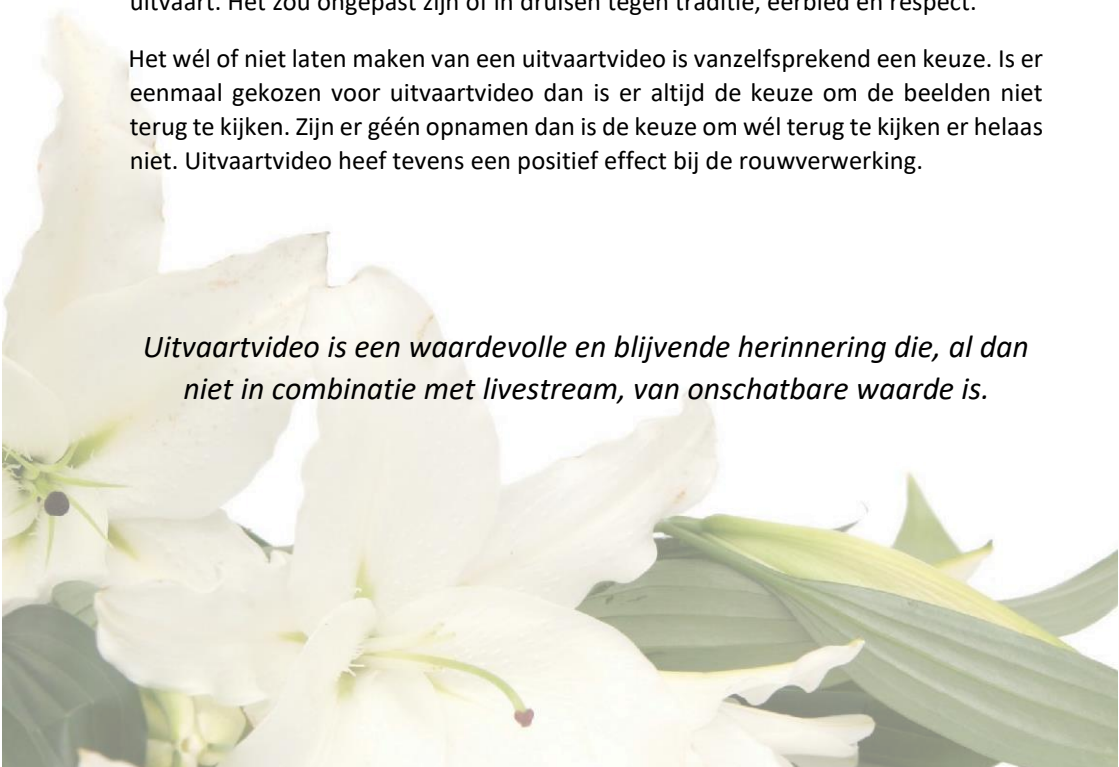 uitvaart. Het zou ongepast zijn of in druisen tegen traditie, eerbied en respect.
Het wél of niet laten maken van een uitvaartvideo is vanzelfsprekend een keuze. Is er
eenmaal gekozen voor uitvaartvideo dan is er altijd de keuze om de beelden niet
terug te kijken. Zijn er géén opnamen dan is de keuze om wél terug te kijken er helaas
niet. Uitvaartvideo heef tevens een positief effect bij de rouwverwerking.
Uitvaartvideo is een waardevolle en blijvende herinnering die, al dan
niet in combinatie met livestream, van onschatbare waarde is.